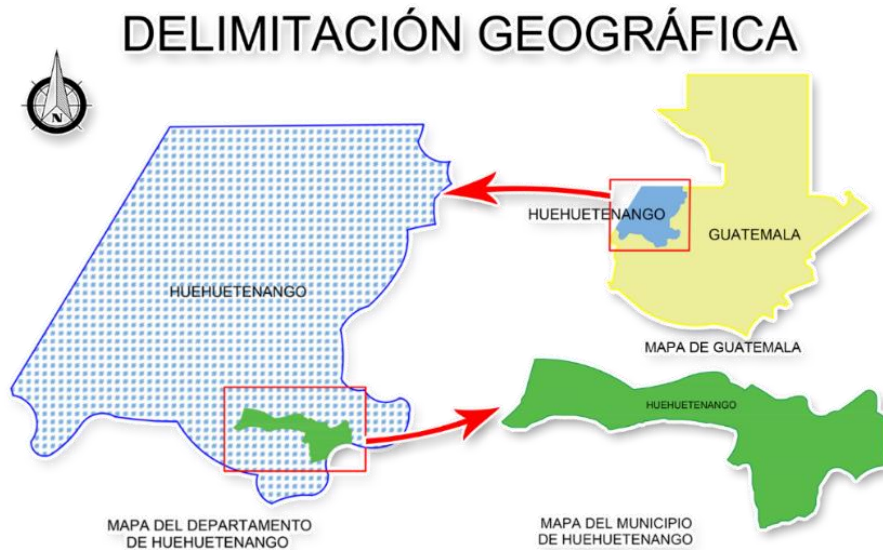 DELIMITACIÓN GEOGRÁFICA
N
HUEHUETENANGO
GUATEMALA
HUEHUETENANGO
MAPA DE GUATEMALA
HUEHUETENANGO
MAPA DEL DEPARTAMENTO
DE HUEHUETENANGO
MAPA DEL MUNICIPIO
DE HUEHUETENANGO